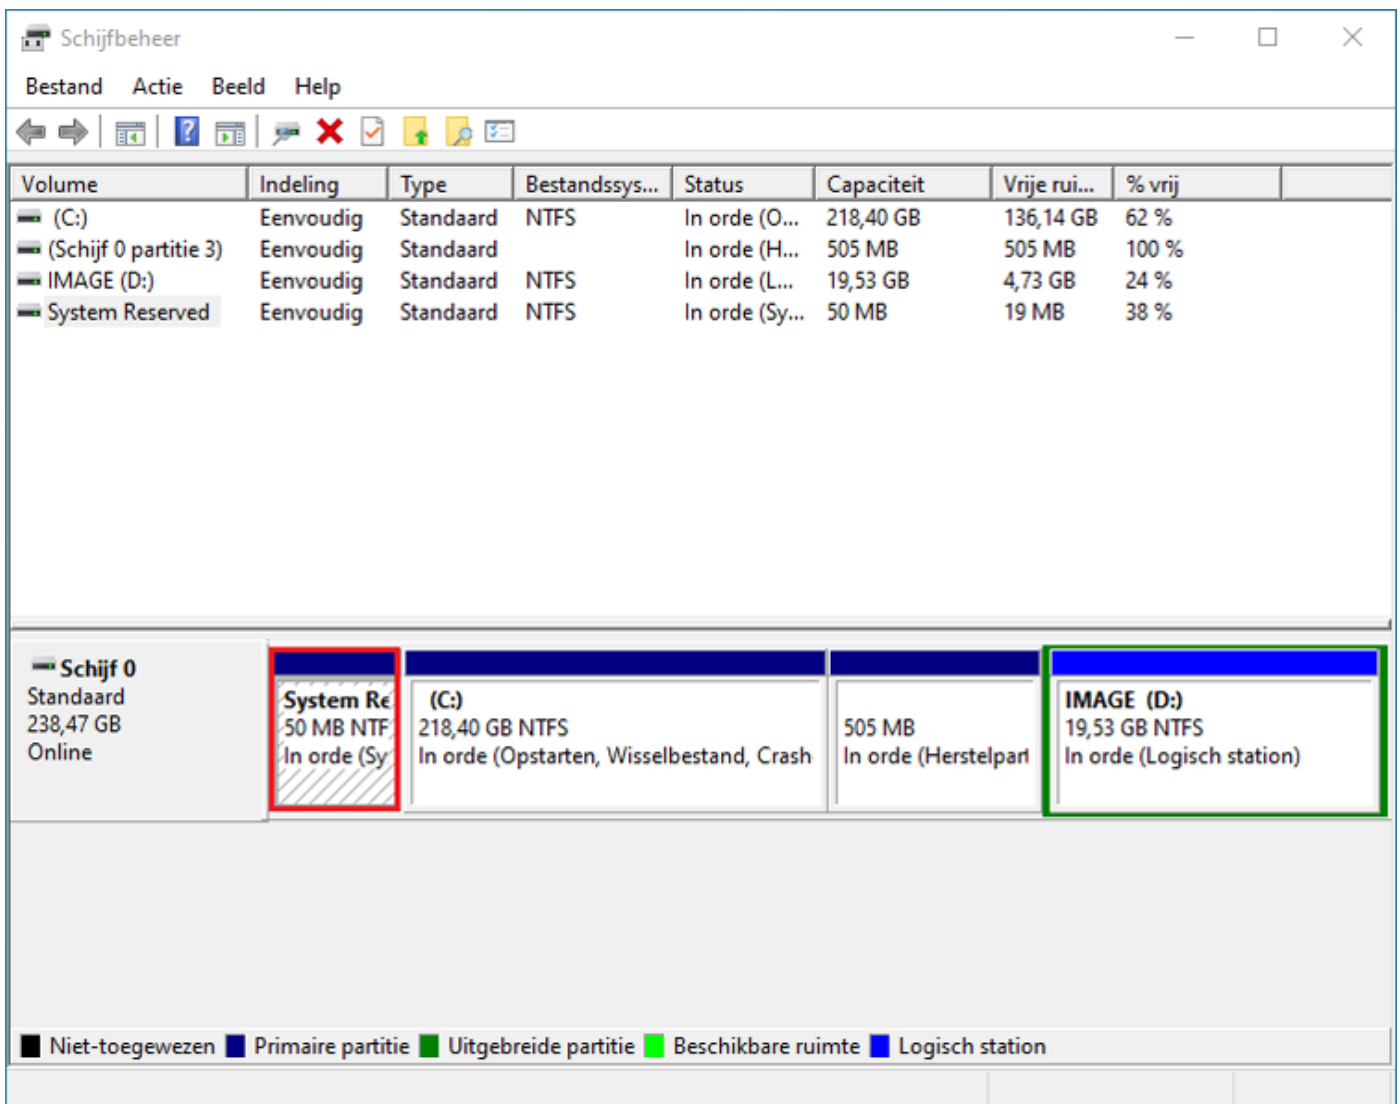 Schijfbeheer
Bestand Actie Beeld Help
Volume Indeling Type Bestandssys... Status Capaciteit Vrije rui... % vrij
(C:) Eenvoudig Standaard NTFS In orde (O... 218,40 GB 136,14 GB 62 %
(Schijf 0 partitie 3) Eenvoudig Standaard In orde (H... 505 MB 505 MB 100 %
IMAGE (D:) Eenvoudig Standaard NTFS In orde (L... 19,53 GB 4,73 GB 24 %
System Reserved Eenvoudig Standaard NTFS In orde (Sy... 50 MB 19 MB 38 %
Schijf 0
Standaard
238,47 GB
Online
System Re
50 MB NTF
In orde (Sy
(C:)
218,40 GB NTFS
In orde (Opstarten, Wisselbestand, Crash
505 MB
In orde (Herstelpart
IMAGE (D:)
19,53 GB NTFS
In orde (Logisch station)
Niet-toegewezen Primaire partitie Uitgebreide partitie Beschikbare ruimte Logisch station